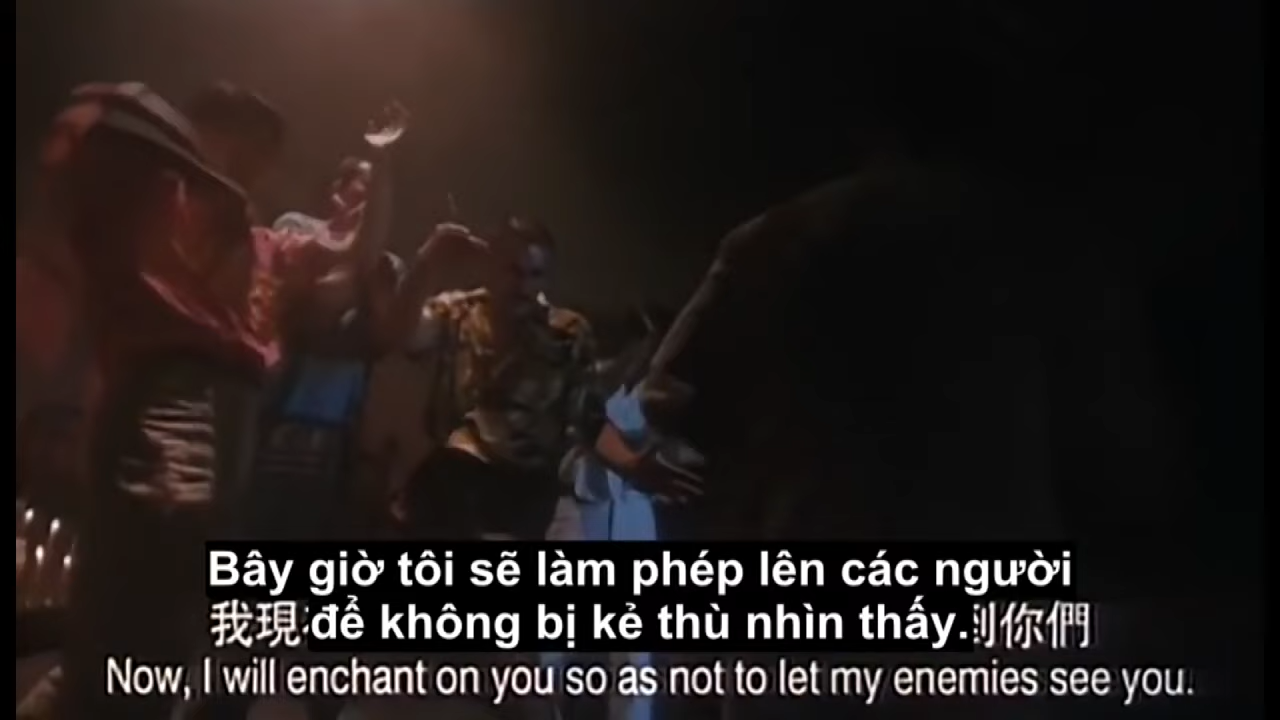 Bây giờ tôi sẽ làm phép lên các người
để không bị kẻ thù nhìn thấy.
我現 你們
Now, I will enchant on you so as not to let my enemies see you.